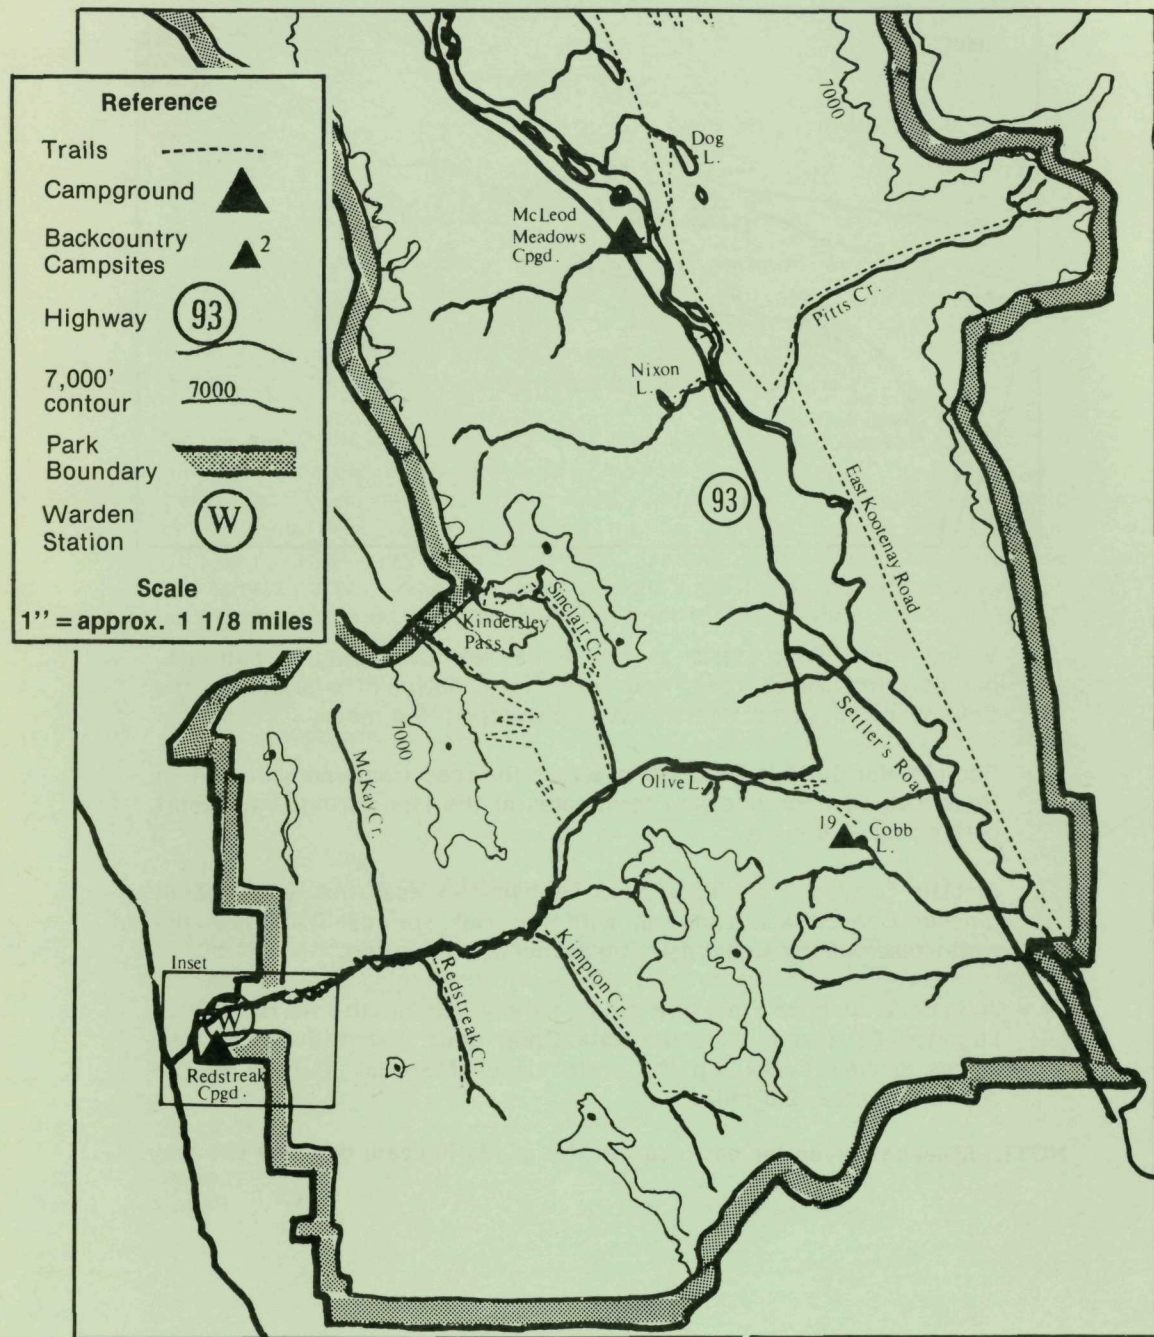 Reference
Trails
Campground
Backcountry
Campsites
2
Highway
93
7,000'
contour
7000
Park
Boundary
Warden
Station
W
Scale
1" = approx. 1 1/8 miles
7000
Dog
L.
McLeod
Meadows
Cpgd.
Pitts Cr.
Nixon
L.
93
East Kootenay Road
Sinclair Cr.
Kindersley
Pass
7000
McKay Cr.
Settler's Road
Olive L.
19
Cobb
L.
Inset
W
Redstreak
Cpgd.
Redstreak Cr.
Kimpton Cr.